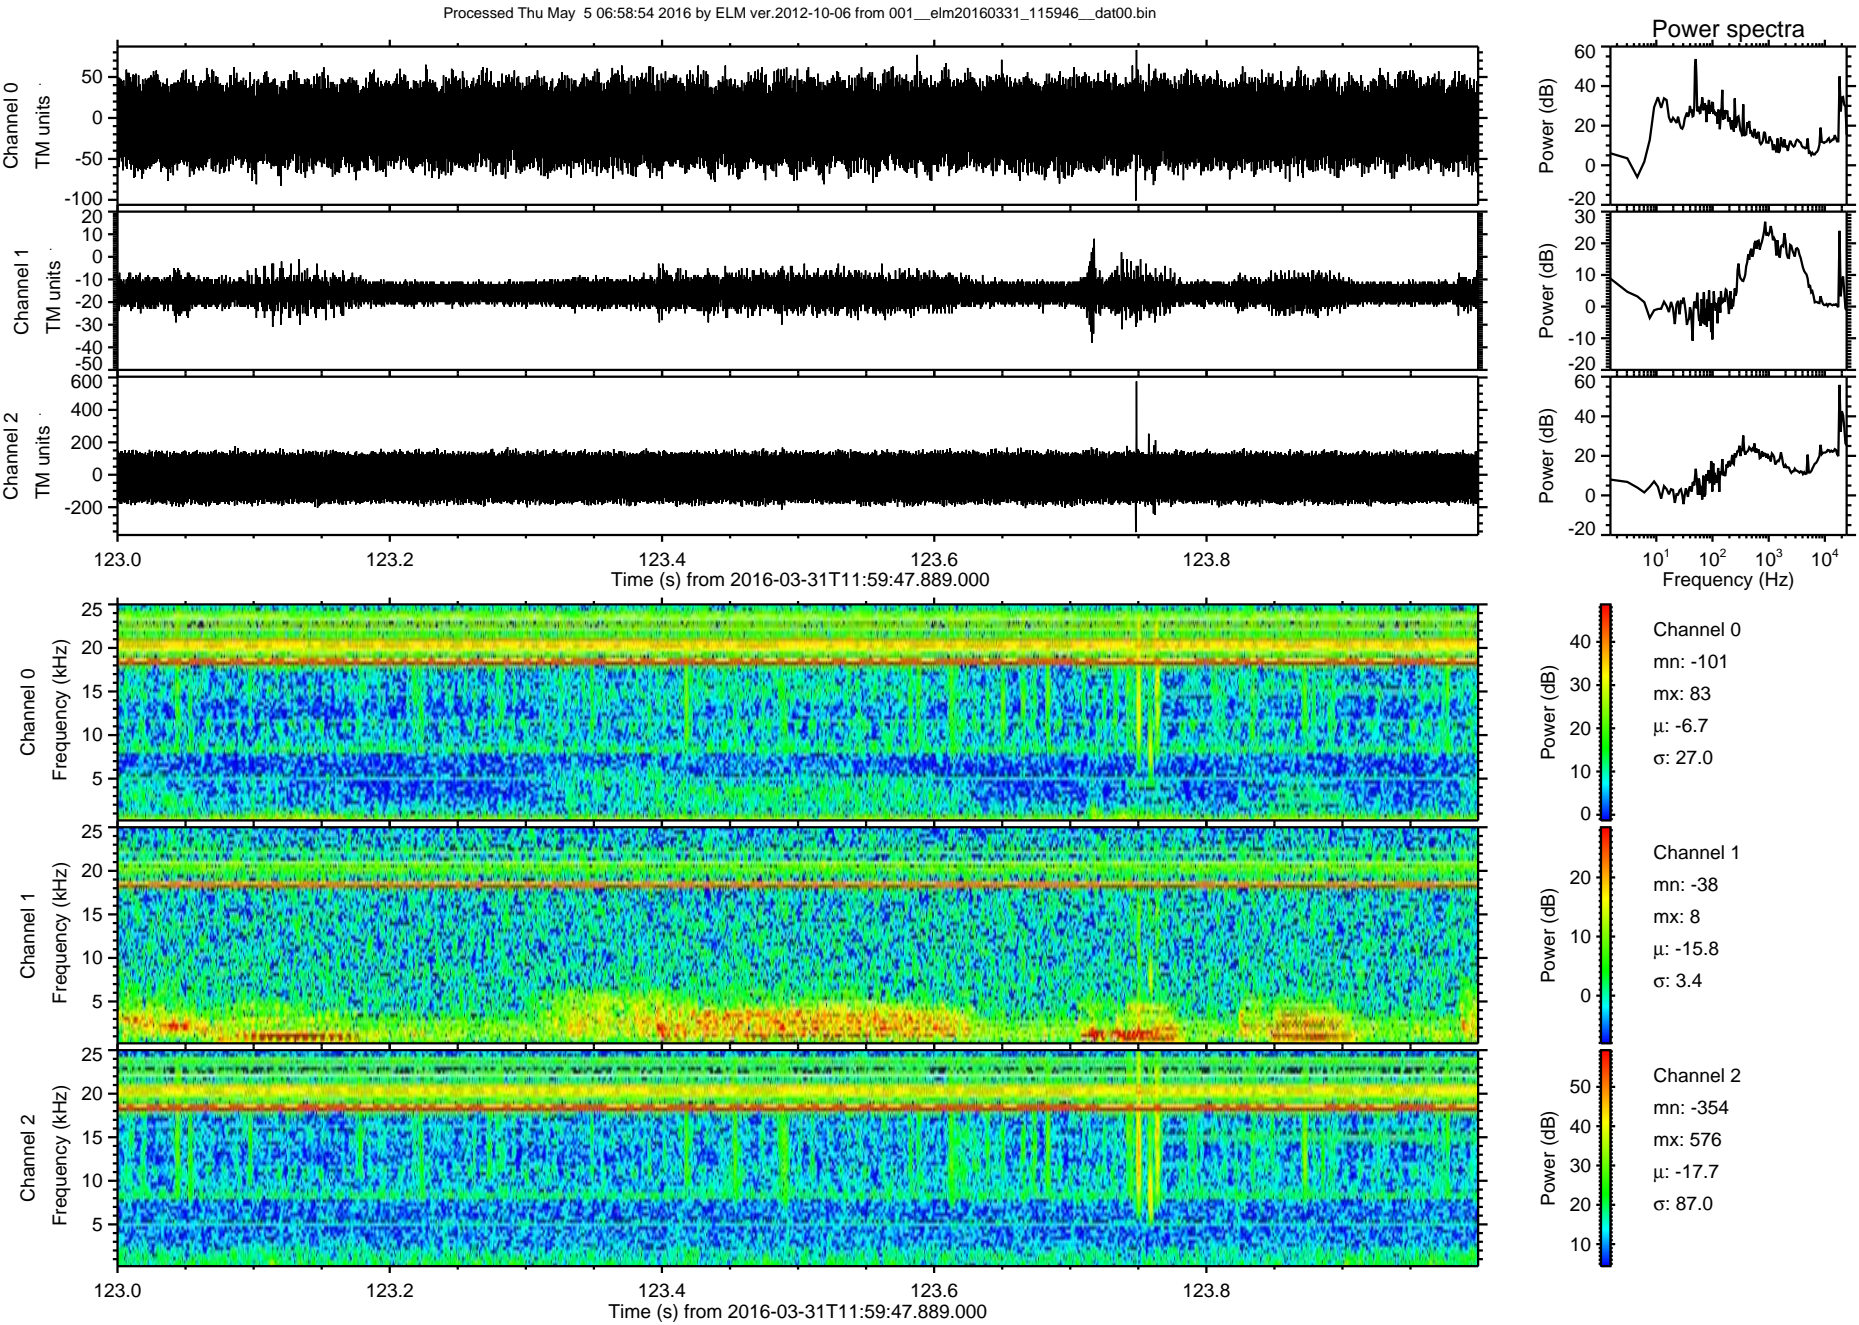 Processed Thu May  5 06:58:54 2016 by ELM ver.2012-10-06 from 001__elm20160331_115946__dat00.bin
Power spectra
Channel 0
TM units
50
0
-50
-100
Power (dB)
60
40
20
0
-20
Channel 1
TM units
20
10
0
-10
-20
-30
-40
-50
Power (dB)
30
20
10
0
-10
-20
Channel 2
TM units
600
400
200
0
-200
Power (dB)
60
40
20
0
-20
123.0 123.2 123.4 123.6 123.8
Time (s) from 2016-03-31T11:59:47.889.000
10^1 10^2 10^3 10^4
Frequency (Hz)
Channel 0
Frequency (kHz)
25
20
15
10
5
Power (dB)
40
30
20
10
0
Channel 0
mn: -101
mx: 83
μ: -6.7
σ: 27.0
Channel 1
Frequency (kHz)
25
20
15
10
5
Power (dB)
20
10
0
Channel 1
mn: -38
mx: 8
μ: -15.8
σ: 3.4
Channel 2
Frequency (kHz)
25
20
15
10
5
Power (dB)
50
40
30
20
10
Channel 2
mn: -354
mx: 576
μ: -17.7
σ: 87.0
123.0 123.2 123.4 123.6 123.8
Time (s) from 2016-03-31T11:59:47.889.000